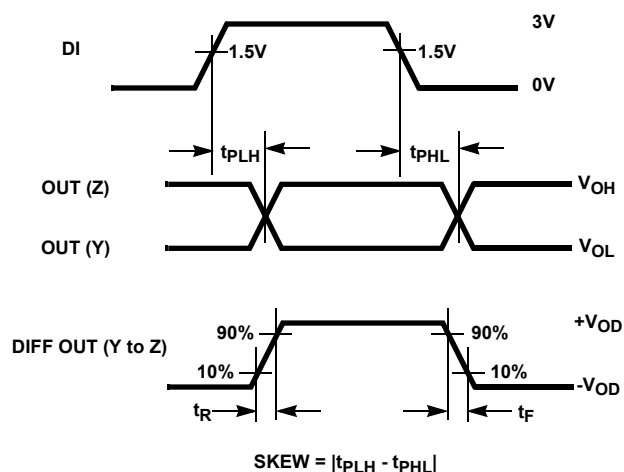 3V
DI
1.5V 1.5V
0V
tPLH tPHL
OUT (Z) VOH
OUT (Y) VOL
+VOD
90% 90%
DIFF OUT (Y to Z)
10% 10%
-VOD
tR tF
SKEW = |tPLH - tPHL|